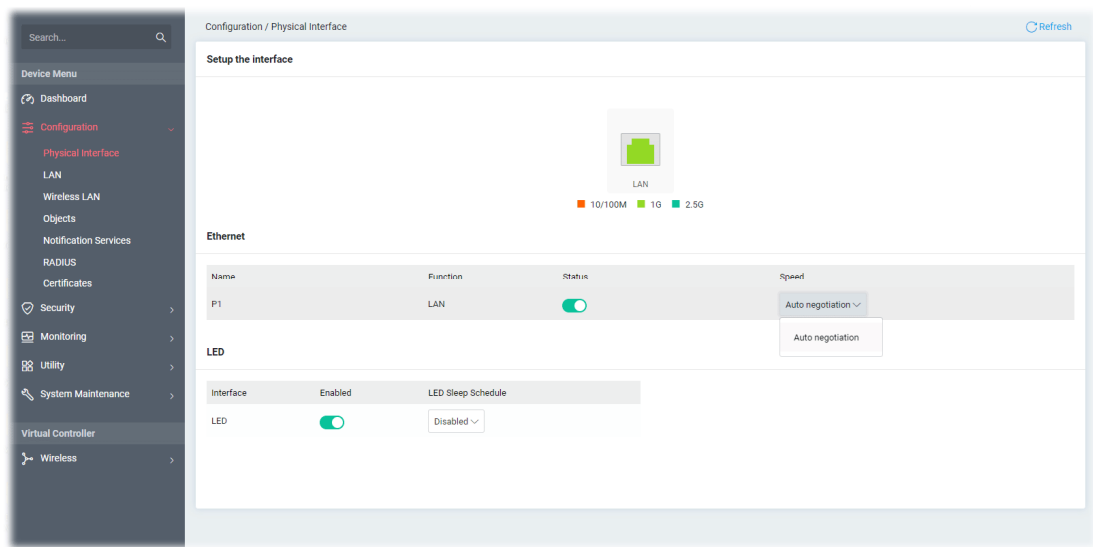 Search...
Device Menu
Dashboard
Configuration
Physical Interface
LAN
Wireless LAN
Objects
Notification Services
RADIUS
Certificates
Security
Monitoring
Utility
System Maintenance
Virtual Controller
Wireless
Configuration / Physical Interface
Refresh
Setup the interface
LAN
10/100M 1G 2.5G
Ethernet
Name Function Status Speed
P1 LAN Auto negotiation
Auto negotiation
LED
Interface Enabled LED Sleep Schedule
LED Disabled